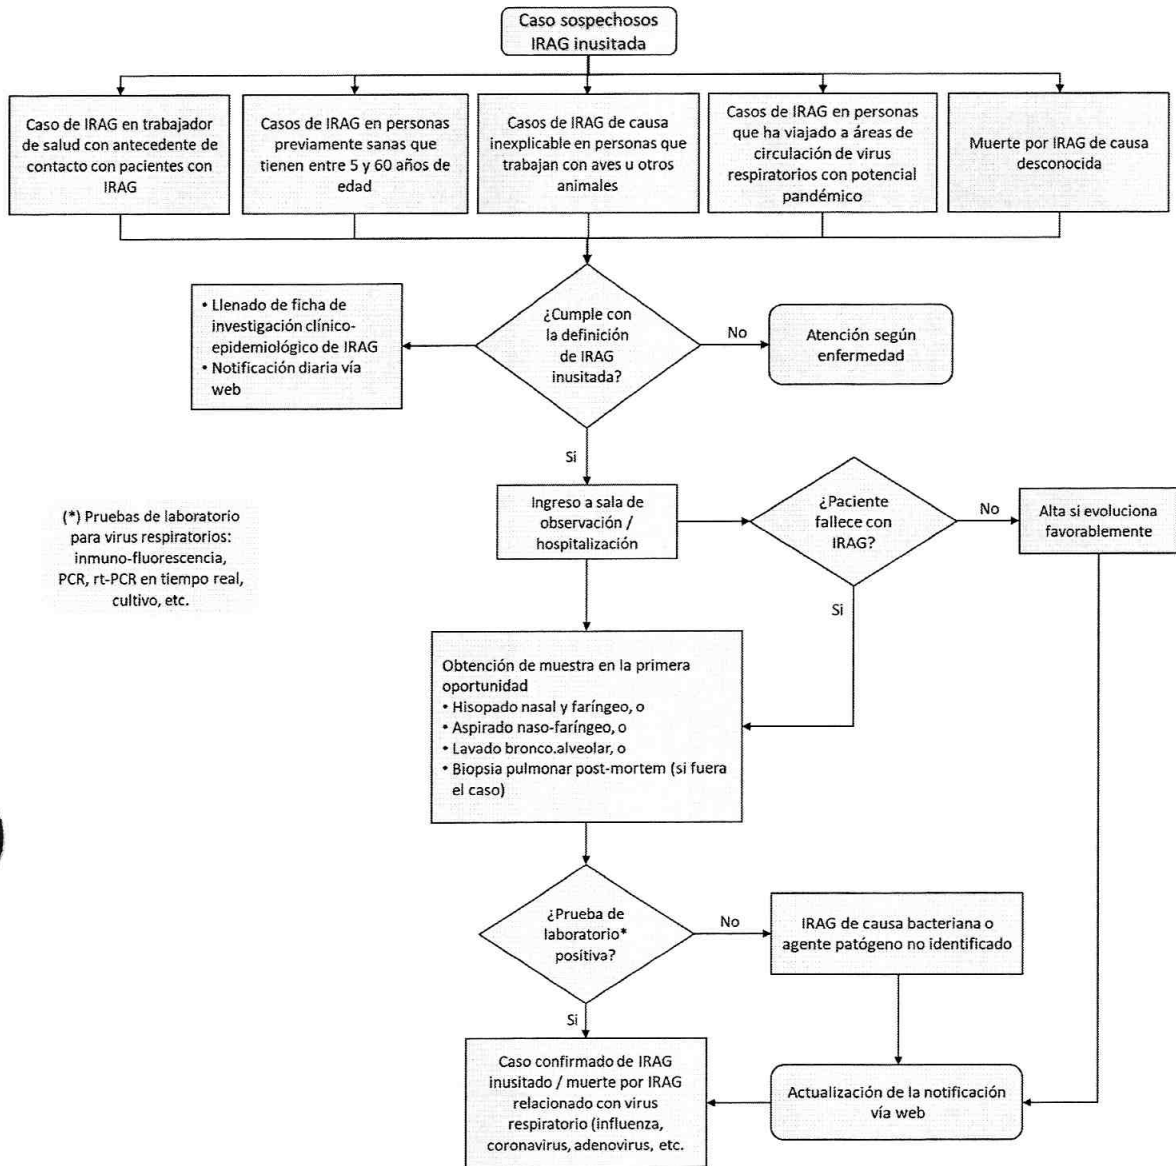 Caso sospechosos
IRAG inusitada
Caso de IRAG en trabajador
de salud con antecedente de
contacto con pacientes con
IRAG
Casos de IRAG en personas
previamente sanas que
tienen entre 5 y 60 años de
edad
Casos de IRAG de causa
inexplicable en personas que
trabajan con aves u otros
animales
Casos de IRAG en personas
que ha viajado a áreas de
circulación de virus
respiratorios con potencial
pandémico
Muerte por IRAG de causa
desconocida
• Llenado de ficha de
investigación clínico-
epidemiológico de IRAG
• Notificación diaria vía
web
¿Cumple con
la definición
de IRAG
inusitada?
No
Atención según
enfermedad
Si
Ingreso a sala de
observación /
hospitalización
¿Paciente
fallece con
IRAG?
No
Alta si evoluciona
favorablemente
Si
(*) Pruebas de laboratorio
para virus respiratorios:
inmuno-fluorescencia,
PCR, rt-PCR en tiempo real,
cultivo, etc.
Obtención de muestra en la primera
oportunidad
• Hisopado nasal y faríngeo, o
• Aspirado naso-faríngeo, o
• Lavado bronco.alveolar, o
• Biopsia pulmonar post-mortem (si fuera
el caso)
¿Prueba de
laboratorio*
positiva?
No
IRAG de causa bacteriana o
agente patógeno no identificado
Si
Caso confirmado de IRAG
inusitado / muerte por IRAG
relacionado con virus
respiratorio (influenza,
coronavirus, adenovirus, etc.
Actualización de la notificación
vía web